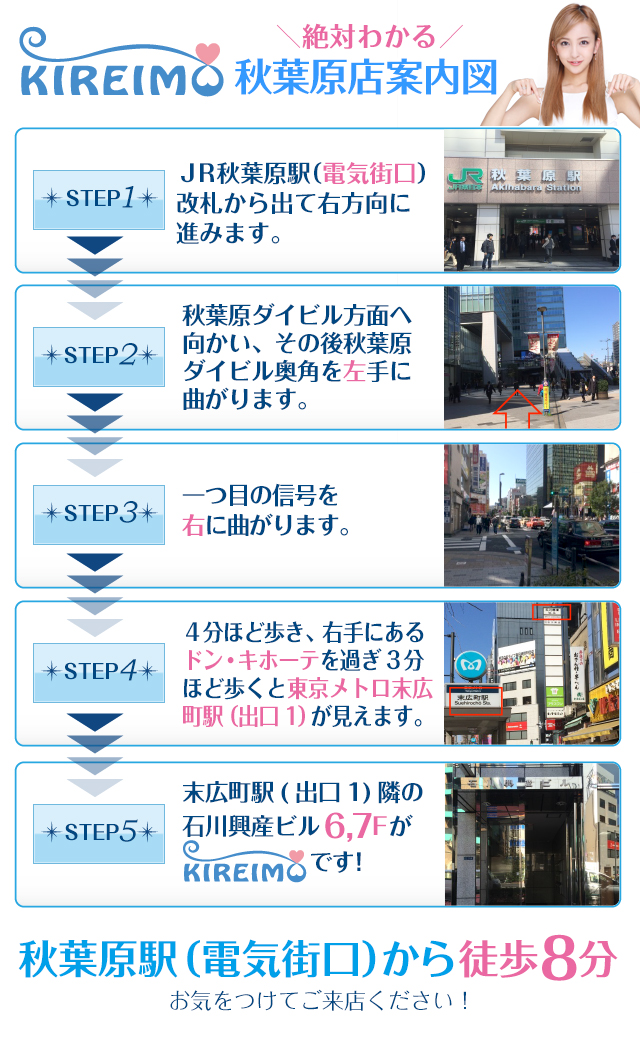 ＼絶対わかる／
KIREIMO 秋葉原店案内図
STEP1
JR秋葉原駅（電気街口）
改札から出て右方向に
進みます。
JR 秋葉原駅
Akihabara Station
STEP2
秋葉原ダイビル方面へ
向かい、その後秋葉原
ダイビル奥角を左手に
曲がります。
STEP3
一つ目の信号を
右に曲がります。
STEP4
４分ほど歩き、右手にある
ドン・キホーテを過ぎ３分
ほど歩くと東京メトロ末広
町駅（出口１）が見えます。
末広町駅
Suehirocho Sta.
STEP5
末広町駅（出口１）隣の
石川興産ビル6,7Fが
KIREIMOです!
秋葉原駅（電気街口）から徒歩8分
お気をつけてご来店ください！